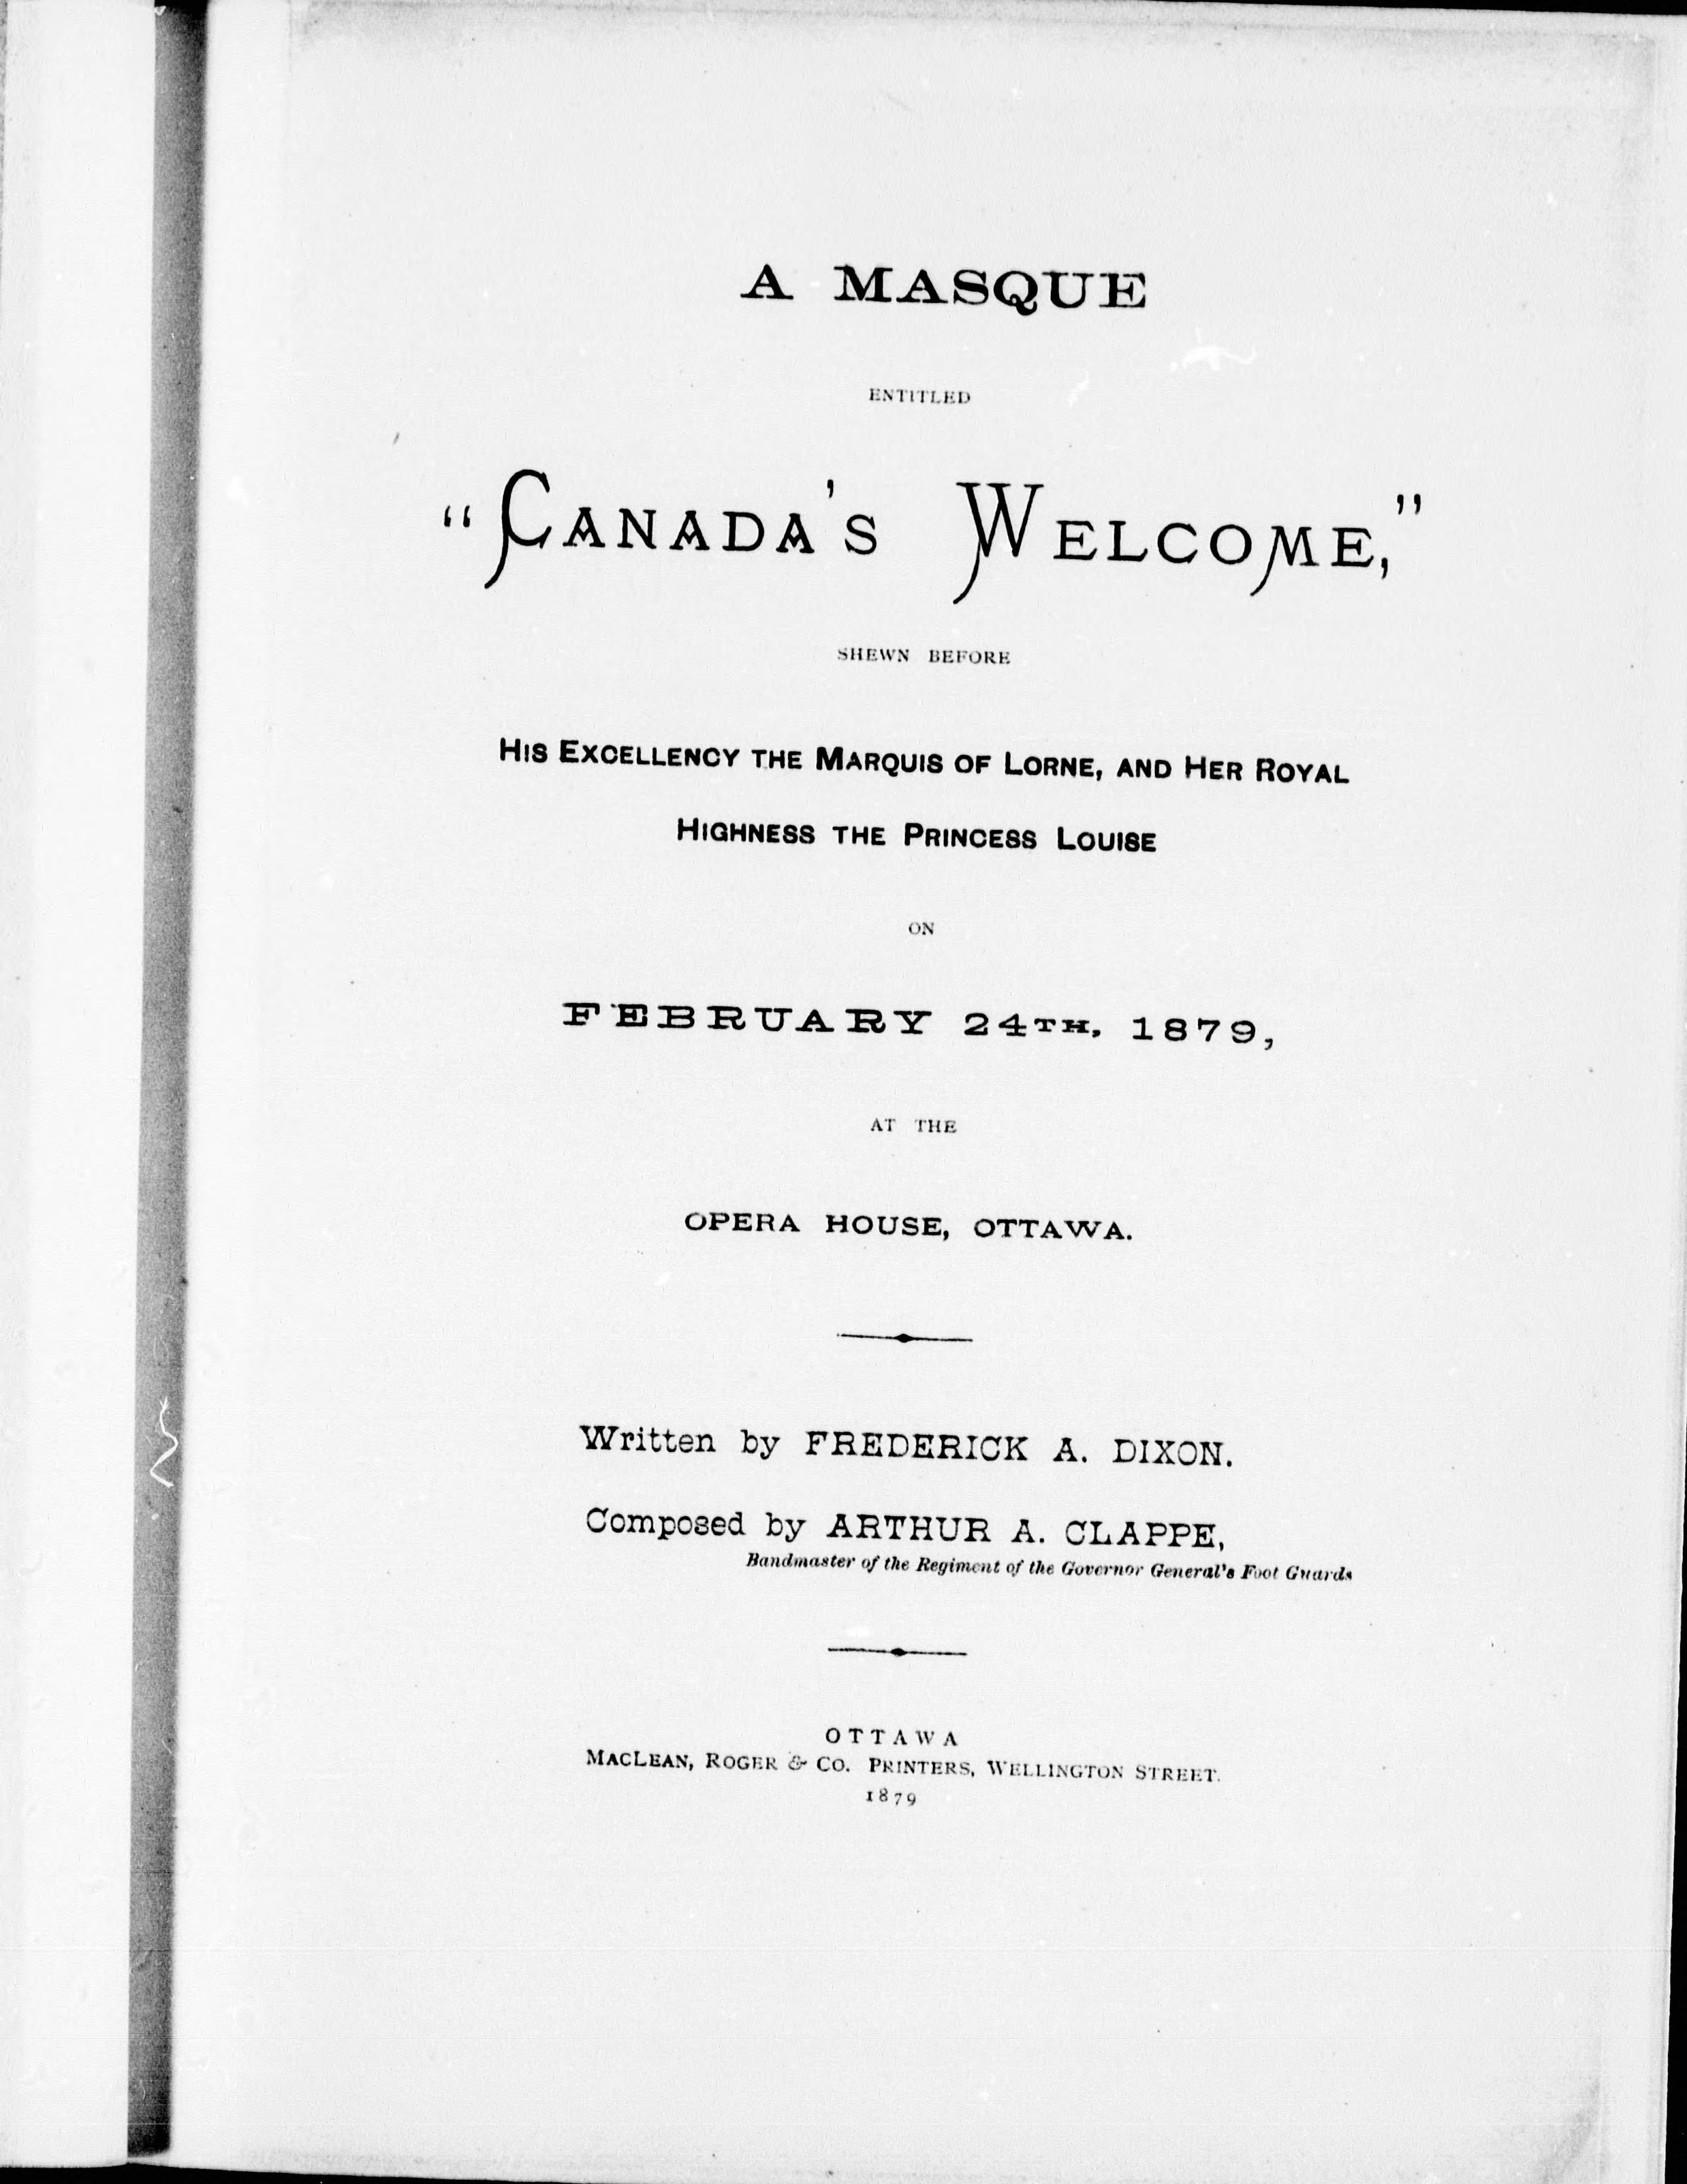 A MASQUE
ENTITLED
“CANADA'S WELCOME,”
SHEWN BEFORE
HIS EXCELLENCY THE MARQUIS OF LORNE, AND HER ROYAL
HIGHNESS THE PRINCESS LOUISE
ON
FEBRUARY 24TH, 1879,
AT THE
OPERA HOUSE, OTTAWA.
Written by FREDERICK A. DIXON.
Composed by ARTHUR A. CLAPPE,
Bandmaster of the Regiment of the Governor General's Foot Guards
OTTAWA
MACLEAN, ROGER & CO. PRINTERS, WELLINGTON STREET.
1879